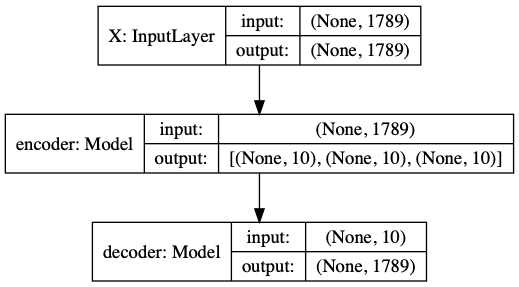 X: InputLayer
input: (None, 1789)
output: (None, 1789)
encoder: Model
input: (None, 1789)
output: [(None, 10), (None, 10), (None, 10)]
decoder: Model
input: (None, 10)
output: (None, 1789)